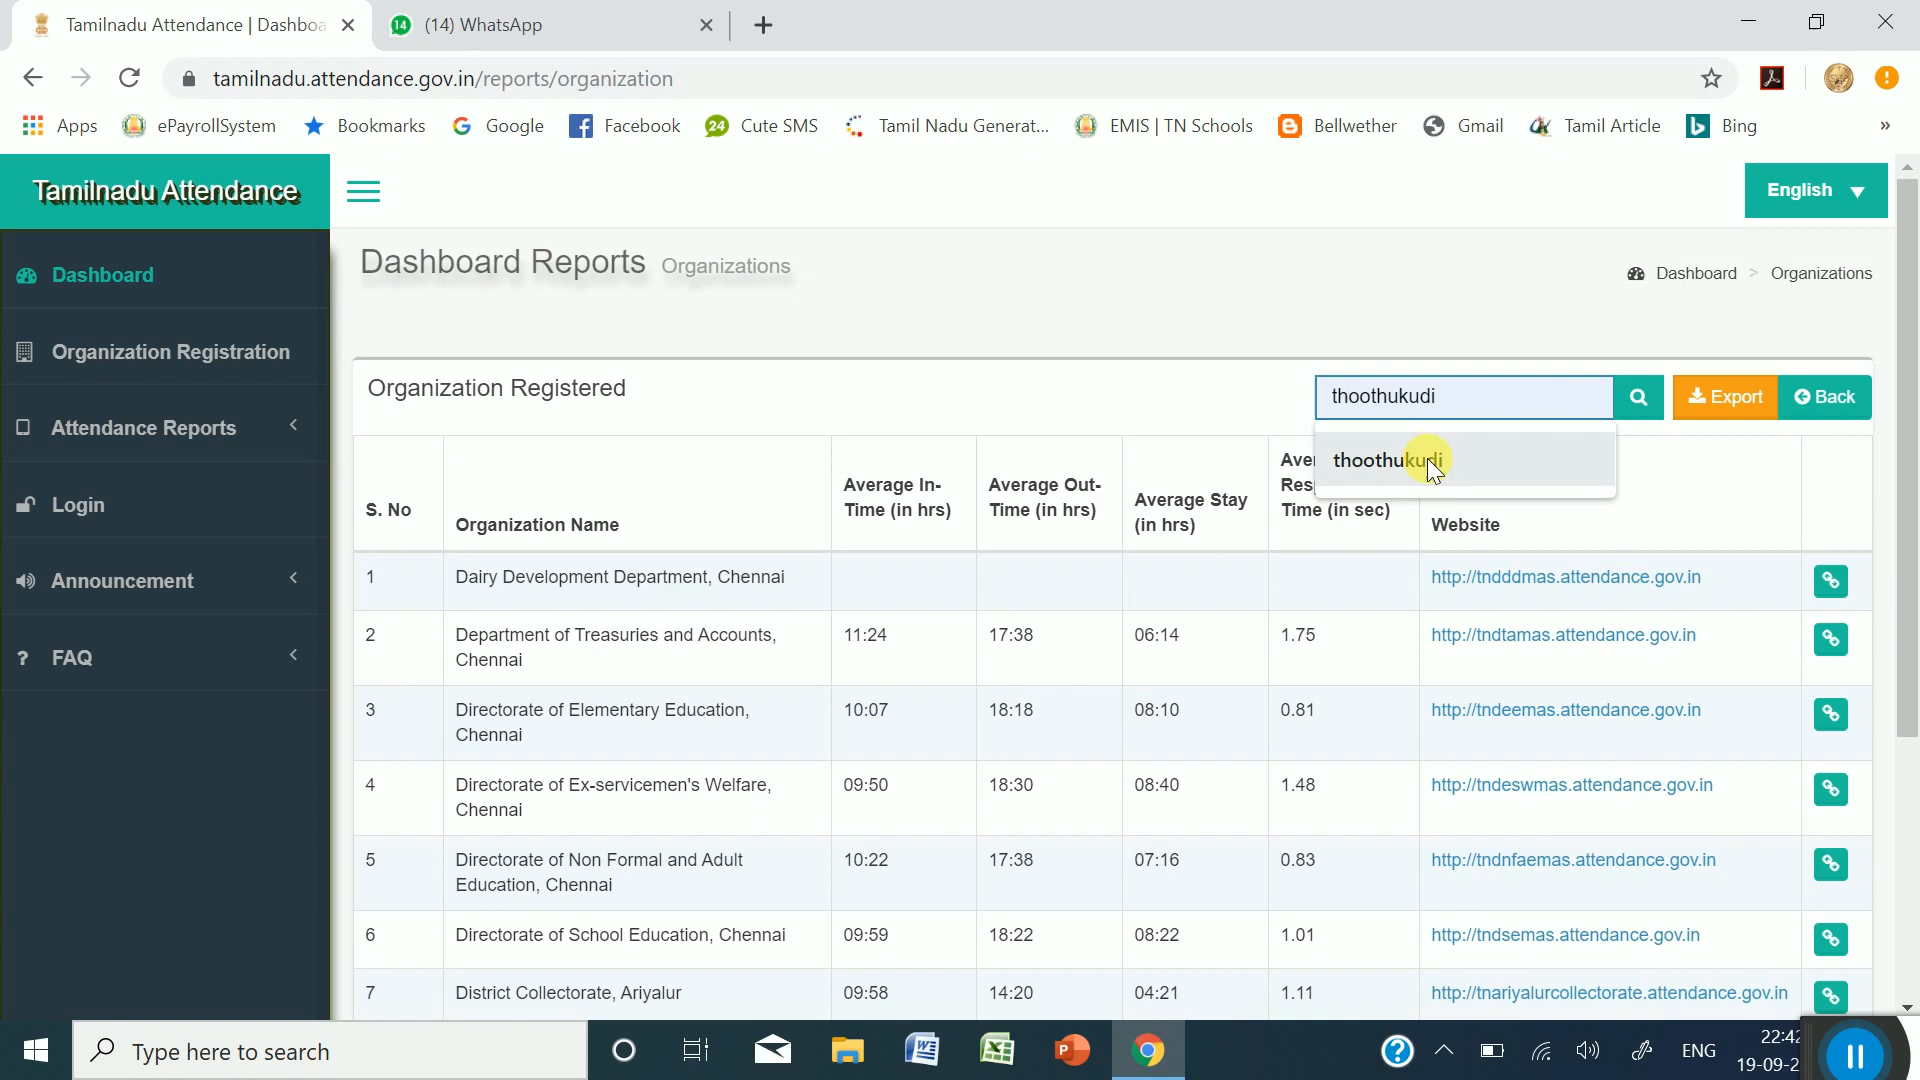 Tamilnadu Attendance | Dashboa
14
(14) WhatsApp
tamilnadu.attendance.gov.in/reports/organization
Apps
ePayrollSystem
Bookmarks
Google
Facebook
24
Cute SMS
Tamil Nadu Generat...
EMIS | TN Schools
Bellwether
Gmail
Tamil Article
Bing
»
Tamilnadu Attendance
English
Dashboard
Organization Registration
Attendance Reports
Login
Announcement
? FAQ
Dashboard Reports Organizations
Dashboard > Organizations
Organization Registered
thoothukudi
Export
Back
thoothukudi
S. No
Organization Name
Average In-
Time (in hrs)
Average Out-
Time (in hrs)
Average Stay
(in hrs)
Aver
Res
Time (in sec)
Website
1 Dairy Development Department, Chennai http://tndddmas.attendance.gov.in
2 Department of Treasuries and Accounts, 11:24 17:38 06:14 1.75 http://tndtamas.attendance.gov.in
Chennai
3 Directorate of Elementary Education, 10:07 18:18 08:10 0.81 http://tndeemas.attendance.gov.in
Chennai
4 Directorate of Ex-servicemen's Welfare, 09:50 18:30 08:40 1.48 http://tndeswmas.attendance.gov.in
Chennai
5 Directorate of Non Formal and Adult 10:22 17:38 07:16 0.83 http://tndnfaemas.attendance.gov.in
Education, Chennai
6 Directorate of School Education, Chennai 09:59 18:22 08:22 1.01 http://tndsemas.attendance.gov.in
7 District Collectorate, Ariyalur 09:58 14:20 04:21 1.11 http://tnariyalurcollectorate.attendance.gov.in
Type here to search
ENG
22:42
19-09-2